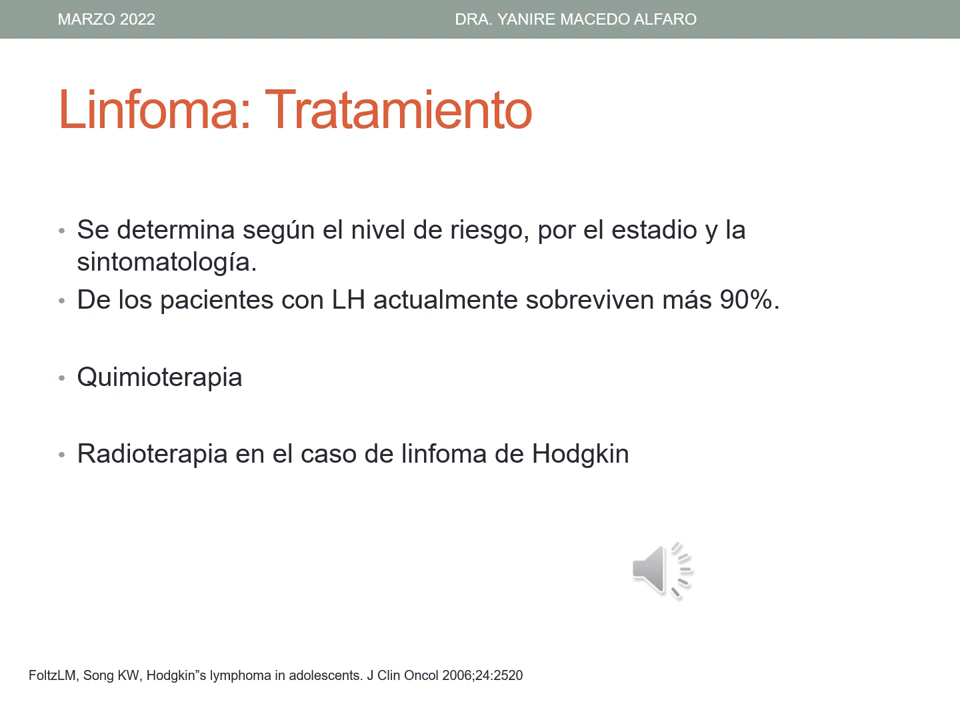 MARZO 2022 DRA. YANIRE MACEDO ALFARO
Linfoma: Tratamiento
• Se determina según el nivel de riesgo, por el estadio y la
sintomatología.
• De los pacientes con LH actualmente sobreviven más 90%.
• Quimioterapia
• Radioterapia en el caso de linfoma de Hodgkin
FoltzLM, Song KW, Hodgkin"s lymphoma in adolescents. J Clin Oncol 2006;24:2520